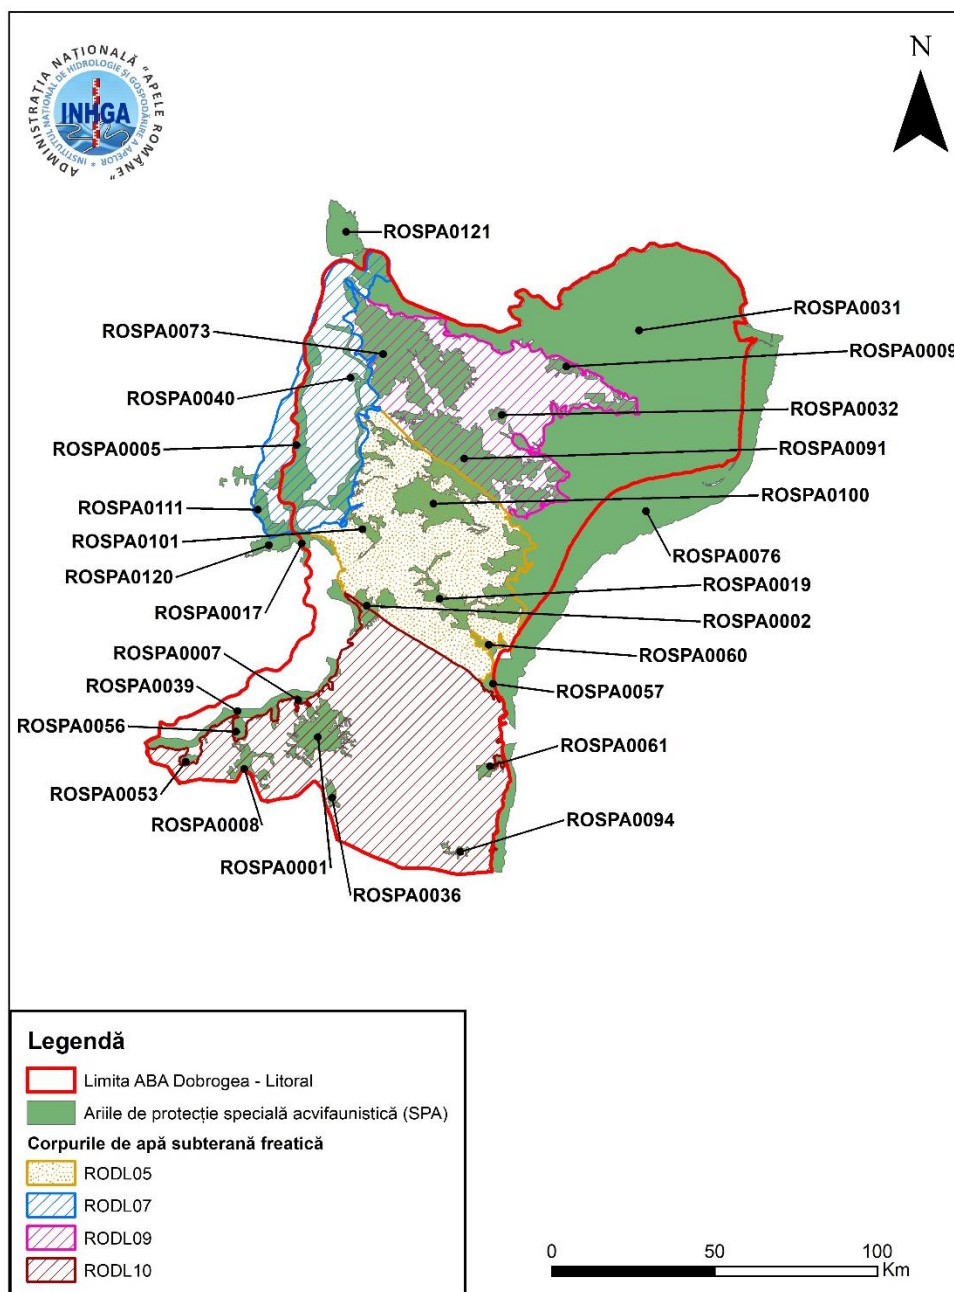 ADMINISTRAȚIA NAȚIONALĂ "APELE ROMÂNE"
INSTITUTUL NAȚIONAL DE HIDROLOGIE ȘI GOSPODĂRIRE A APELOR *
INHGA
N
ROSPA0121
ROSPA0031
ROSPA0073
ROSPA0009
ROSPA0040
ROSPA0032
ROSPA0005
ROSPA0091
ROSPA0100
ROSPA0111
ROSPA0101
ROSPA0076
ROSPA0120
ROSPA0019
ROSPA0017
ROSPA0002
ROSPA0007
ROSPA0060
ROSPA0039
ROSPA0057
ROSPA0056
ROSPA0061
ROSPA0053
ROSPA0008
ROSPA0094
ROSPA0001
ROSPA0036
Legendă
Limita ABA Dobrogea - Litoral
Ariile de protecție specială acvifaunistică (SPA)
Corpurile de apă subterană freatică
RODL05
RODL07
RODL09
RODL10
0 50 100
Km